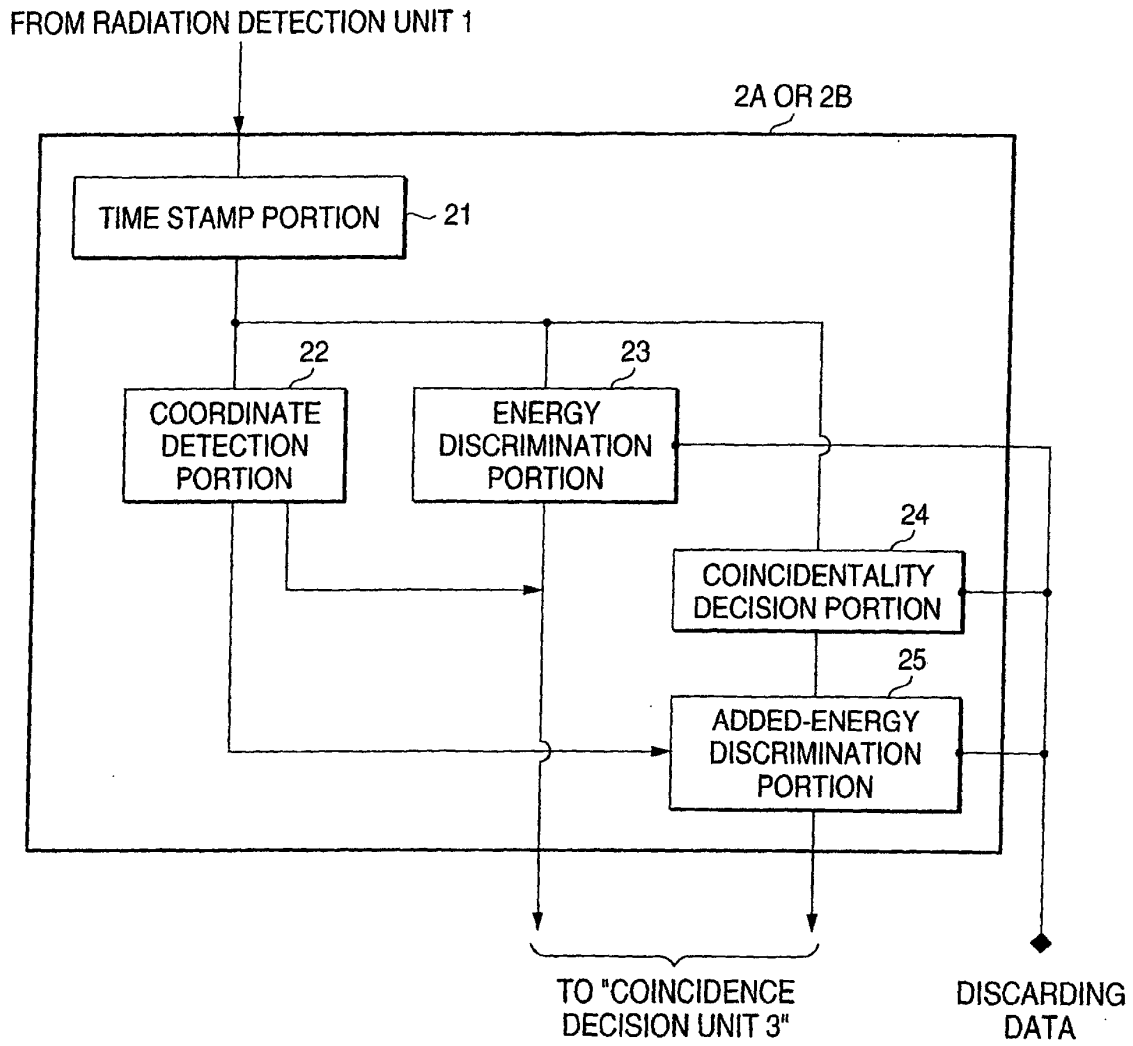 FROM RADIATION DETECTION UNIT 1
2A OR 2B
TIME STAMP PORTION
21
22
COORDINATE
DETECTION
PORTION
23
ENERGY
DISCRIMINATION
PORTION
24
COINCIDENTALITY
DECISION PORTION
25
ADDED-ENERGY
DISCRIMINATION
PORTION
TO "COINCIDENCE
DECISION UNIT 3"
DISCARDING
DATA